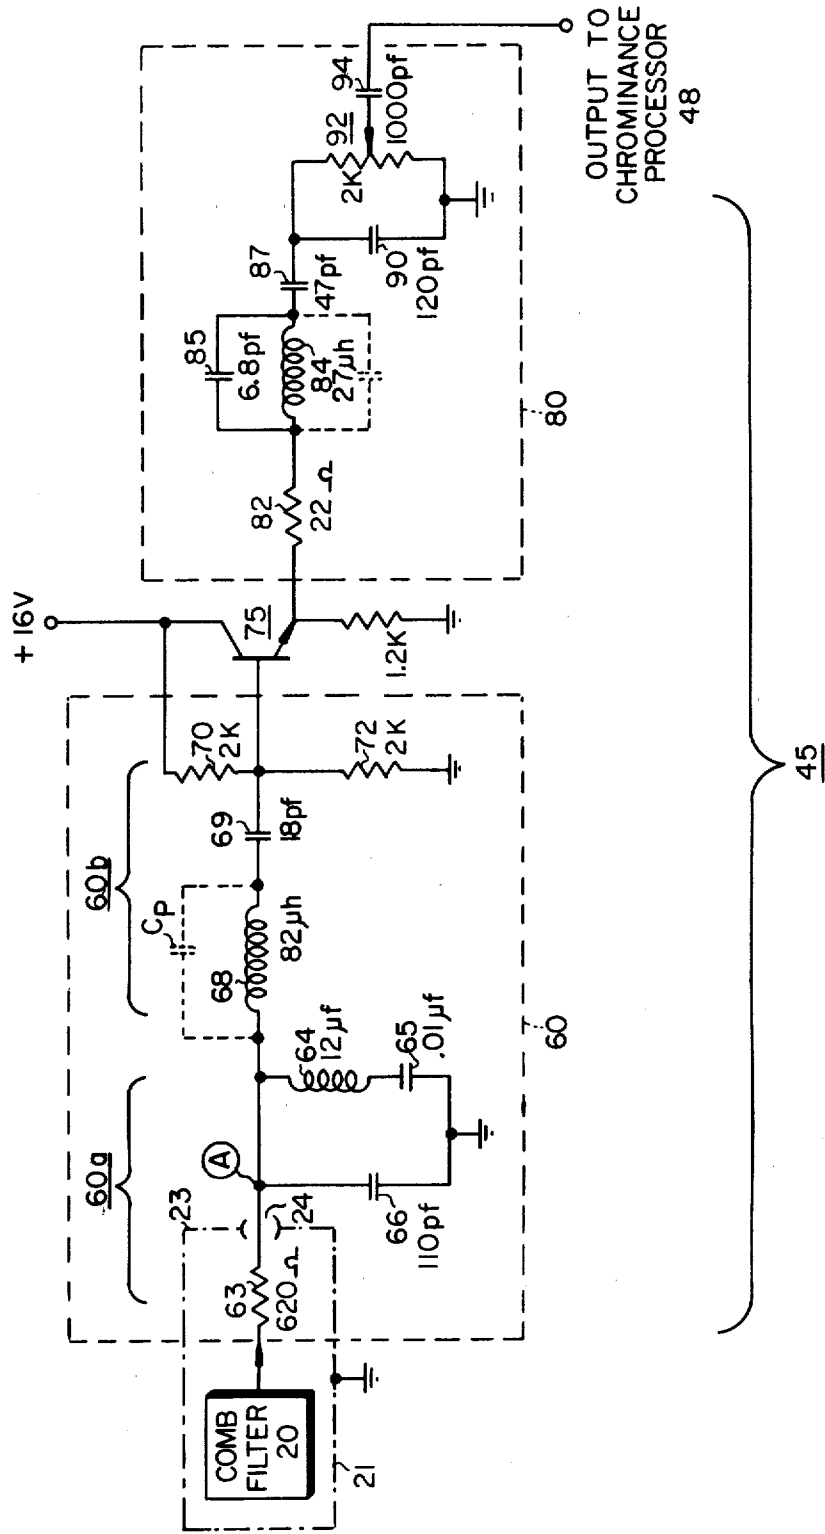 COMB
FILTER
20
21
23
24
63
620 Ω
A
60a
66
110pf
64
12µf
65
.01µf
60
60b
Cp
68
82µh
69
18pf
70
2K
72
2K
+ 16V
75
1.2K
82
22 Ω
85
6.8pf
84
27µh
87
47pf
90
120pf
92
2K
94
1000pf
80
OUTPUT TO
CHROMINANCE
PROCESSOR
48
45